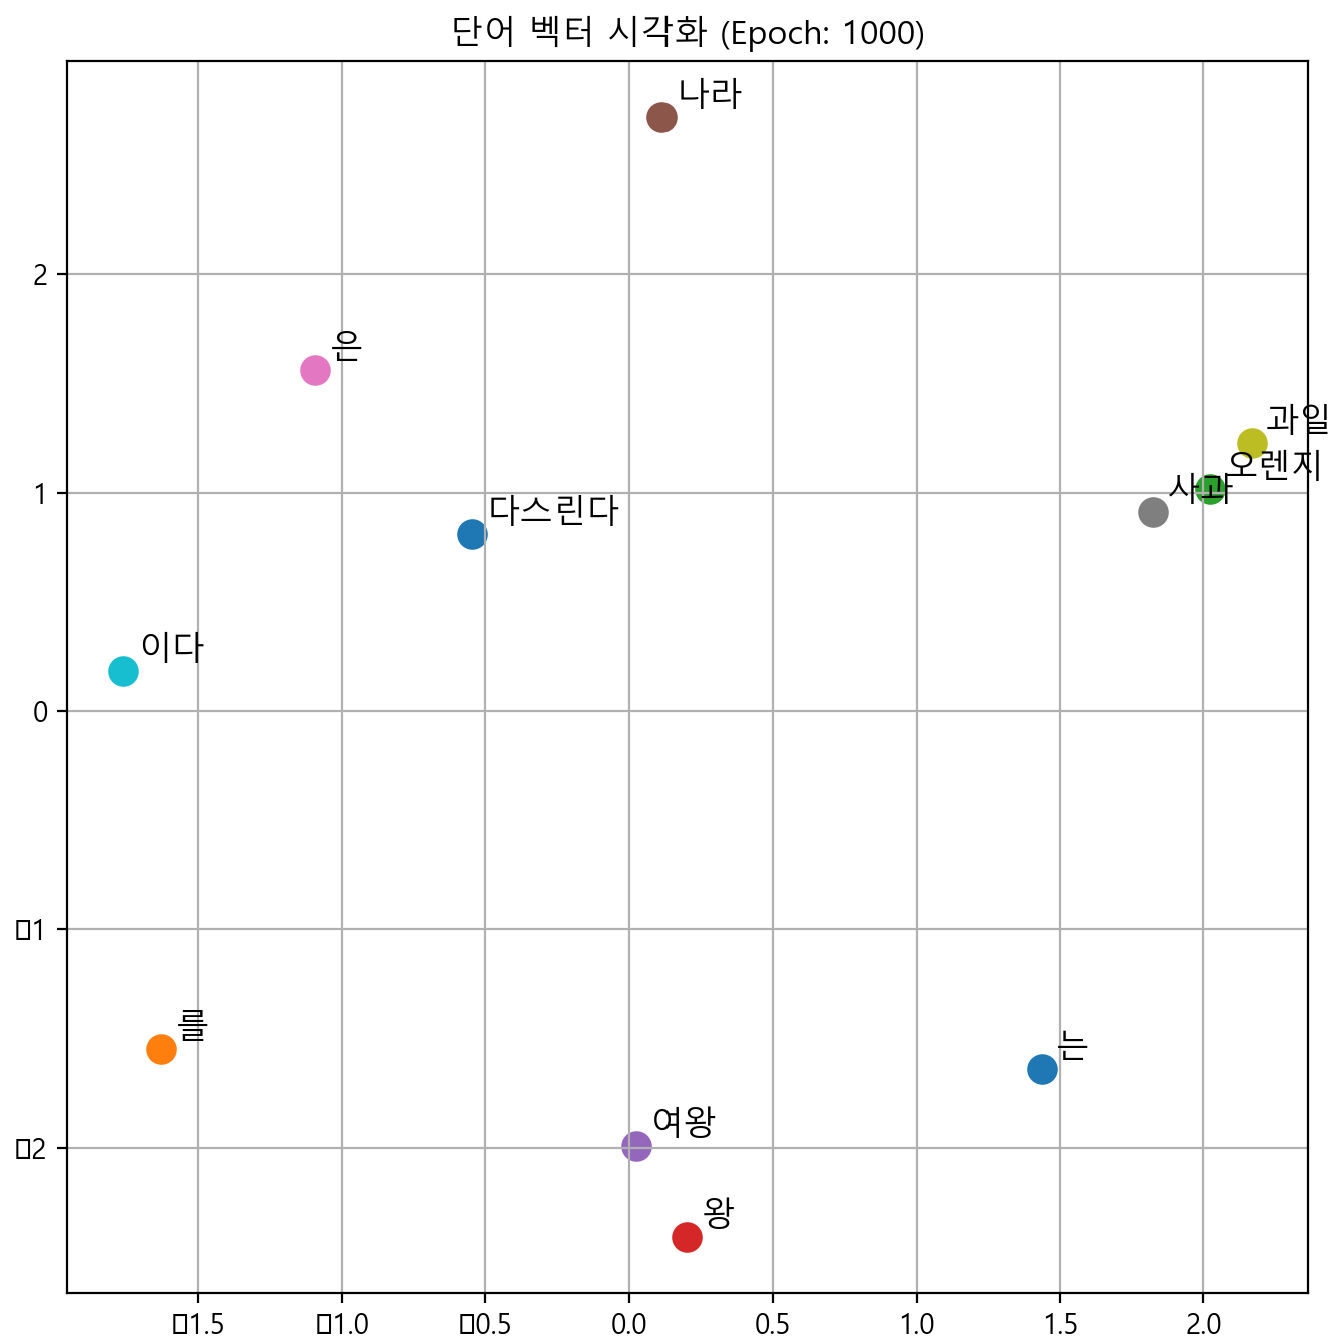 단어 벡터 시각화 (Epoch: 1000)
나라
2
은
과일
오렌지
사과
1
다스린다
이다
0
▯1
를
는
여왕
▯2
왕
▯1.5 ▯1.0 ▯0.5 0.0 0.5 1.0 1.5 2.0